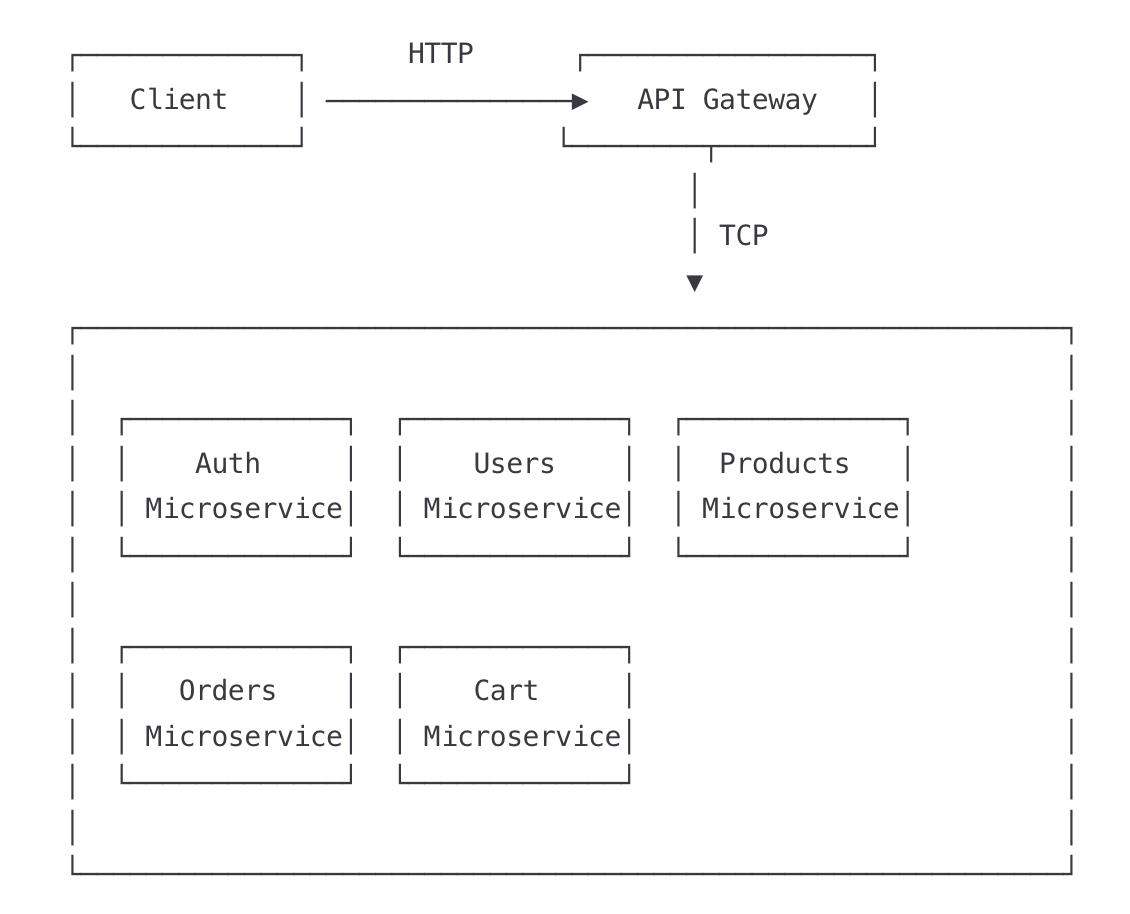 HTTP
Client
API Gateway
TCP
Auth Users Products
Microservice Microservice Microservice
Orders Cart
Microservice Microservice